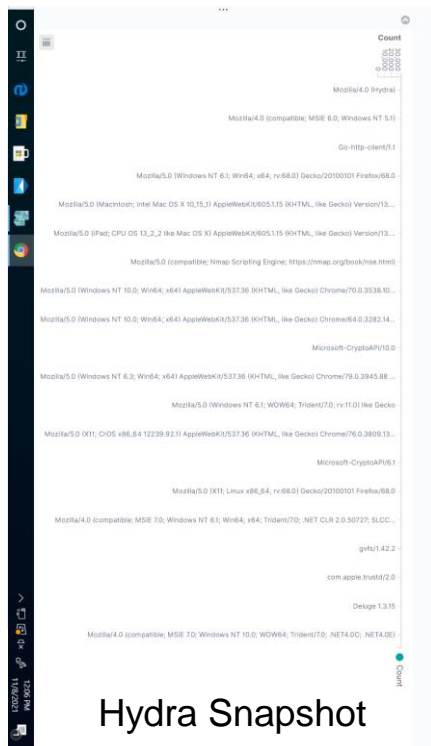 Count
30,000
20,000
10,000
0
Mozilla/4.0 (Hydra)
Mozilla/4.0 (compatible; MSIE 6.0; Windows NT 5.1)
Go-http-client/1.1
Mozilla/5.0 (Windows NT 6.1; Win64; x64; rv:68.0) Gecko/20100101 Firefox/68.0
Mozilla/5.0 (Macintosh; Intel Mac OS X 10_15_1) AppleWebKit/605.1.15 (KHTML, like Gecko) Version/13....
Mozilla/5.0 (iPad; CPU OS 13_2_2 like Mac OS X) AppleWebKit/605.1.15 (KHTML, like Gecko) Version/13....
Mozilla/5.0 (compatible; Nmap Scripting Engine; https://nmap.org/book/nse.html)
Mozilla/5.0 (Windows NT 10.0; Win64; x64) AppleWebKit/537.36 (KHTML, like Gecko) Chrome/70.0.3538.10...
Mozilla/5.0 (Windows NT 10.0; Win64; x64) AppleWebKit/537.36 (KHTML, like Gecko) Chrome/64.0.3282.14...
Microsoft-CryptoAPI/10.0
Mozilla/5.0 (Windows NT 6.3; Win64; x64) AppleWebKit/537.36 (KHTML, like Gecko) Chrome/79.0.3945.88 ...
Mozilla/5.0 (Windows NT 6.1; WOW64; Trident/7.0; rv:11.0) like Gecko
Mozilla/5.0 (X11; CrOS x86_64 12239.92.1) AppleWebKit/537.36 (KHTML, like Gecko) Chrome/76.0.3809.13...
Microsoft-CryptoAPI/6.1
Mozilla/5.0 (X11; Linux x86_64; rv:68.0) Gecko/20100101 Firefox/68.0
Mozilla/4.0 (compatible; MSIE 7.0; Windows NT 6.1; Win64; x64; Trident/7.0; .NET CLR 2.0.50727; SLCC...
gvfs/1.42.2
com.apple.trustd/2.0
Deluge 1.3.15
Mozilla/4.0 (compatible; MSIE 7.0; Windows NT 10.0; WOW64; Trident/7.0; .NET4.0C; .NET4.0E)
Count
12:06 PM
11/8/2021
Hydra Snapshot